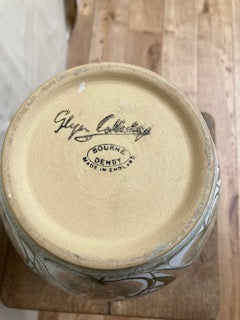 Glyn Colledge
BOURNE
DENBY
MADE IN ENGLAND